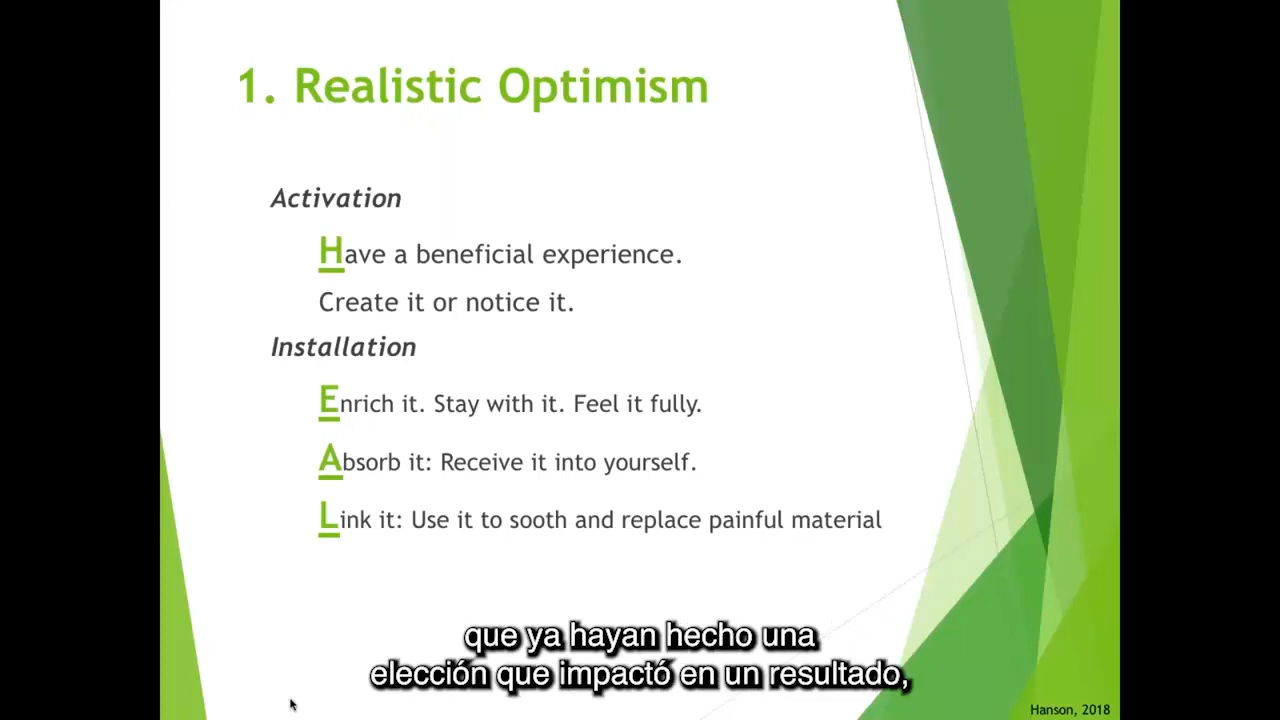 1. Realistic Optimism
Activation
Have a beneficial experience.
Create it or notice it.
Installation
Enrich it. Stay with it. Feel it fully.
Absorb it: Receive it into yourself.
Link it: Use it to sooth and replace painful material
que ya hayan hecho una
elección que impactó en un resultado,
Hanson, 2018